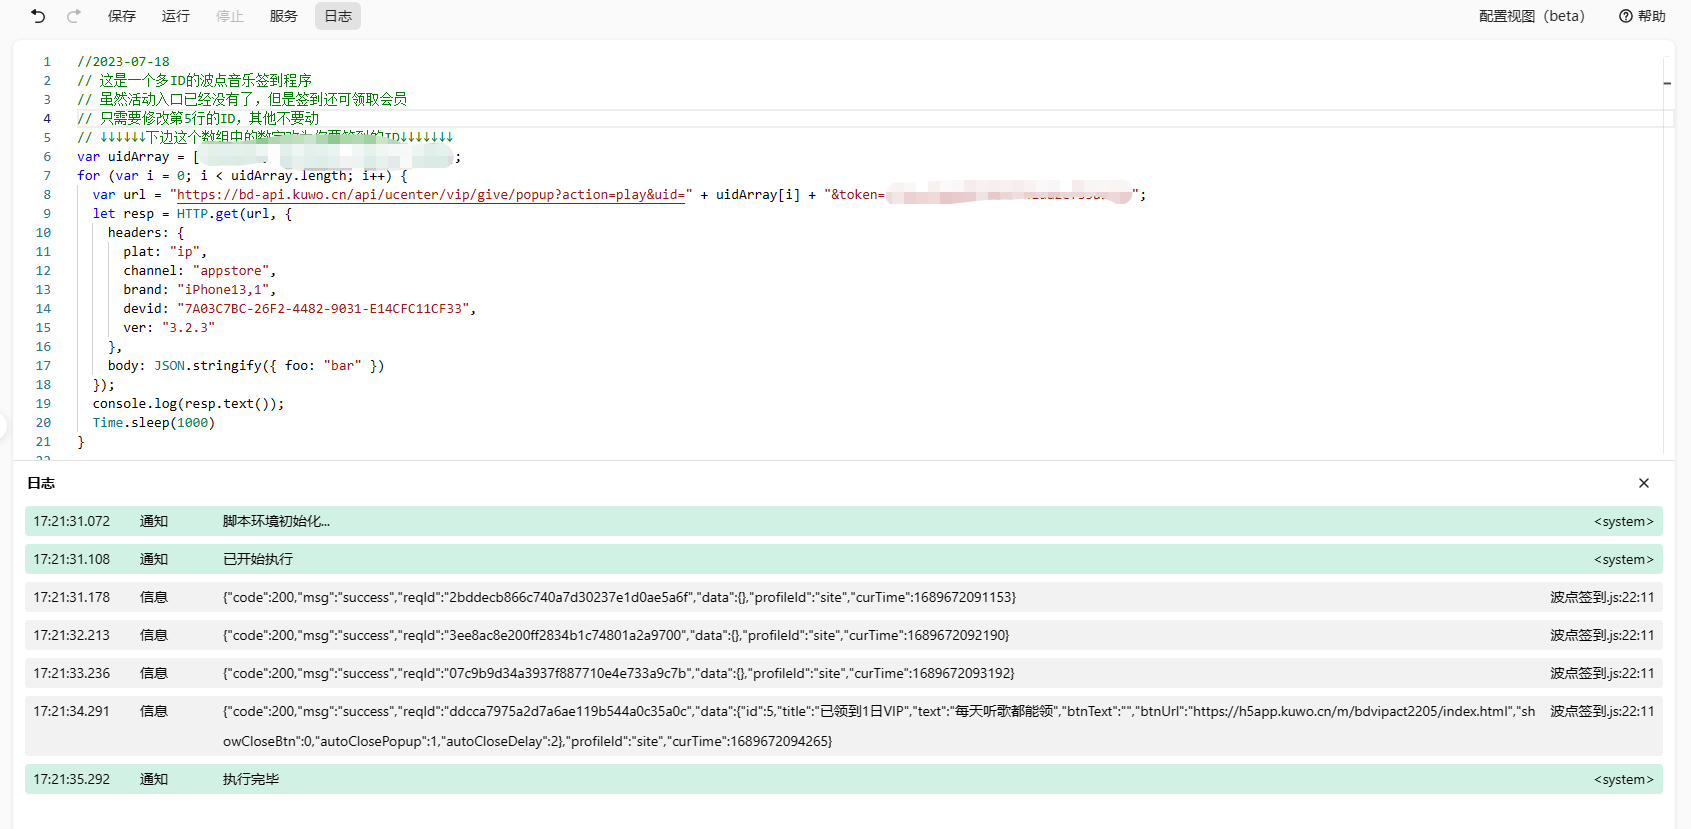 保存 运行 停止 服务 日志 配置视图（beta） 帮助
1 //2023-07-18
2 // 这是一个多ID的波点音乐签到程序
3 // 虽然活动入口已经没有了，但是签到还可领取会员
4 // 只需要修改第5行的ID，其他不要动
5 // ↓↓↓↓↓↓下边这个数组中的数字改为你要签到的ID↓↓↓↓↓↓↓
6 var uidArray = [ ;
7 for (var i = 0; i < uidArray.length; i++) {
8 var url = "https://bd-api.kuwo.cn/api/ucenter/vip/give/popup?action=play&uid=" + uidArray[i] + "&token= ";
9 let resp = HTTP.get(url, {
10 headers: {
11 plat: "ip",
12 channel: "appstore",
13 brand: "iPhone13,1",
14 devid: "7A03C7BC-26F2-4482-9031-E14CFC11CF33",
15 ver: "3.2.3"
16 },
17 body: JSON.stringify({ foo: "bar" })
18 });
19 console.log(resp.text());
20 Time.sleep(1000)
21 }
日志
17:21:31.072 通知 脚本环境初始化... <system>
17:21:31.108 通知 已开始执行 <system>
17:21:31.178 信息 {"code":200,"msg":"success","reqId":"2bddecb866c740a7d30237e1d0ae5a6f","data":{},"profileId":"site","curTime":1689672091153} 波点签到.js:22:11
17:21:32.213 信息 {"code":200,"msg":"success","reqId":"3ee8ac8e200ff2834b1c74801a2a9700","data":{},"profileId":"site","curTime":1689672092190} 波点签到.js:22:11
17:21:33.236 信息 {"code":200,"msg":"success","reqId":"07c9b9d34a3937f887710e4e733a9c7b","data":{},"profileId":"site","curTime":1689672093192} 波点签到.js:22:11
17:21:34.291 信息 {"code":200,"msg":"success","reqId":"ddcca7975a2d7a6ae119b544a0c35a0c","data":{"id":5,"title":"已领到1日VIP","text":"每天听歌都能领","btnText":"","btnUrl":"https://h5app.kuwo.cn/m/bdvipact2205/index.html","sh 波点签到.js:22:11
owCloseBtn":0,"autoClosePopup":1,"autoCloseDelay":2},"profileId":"site","curTime":1689672094265}
17:21:35.292 通知 执行完毕 <system>